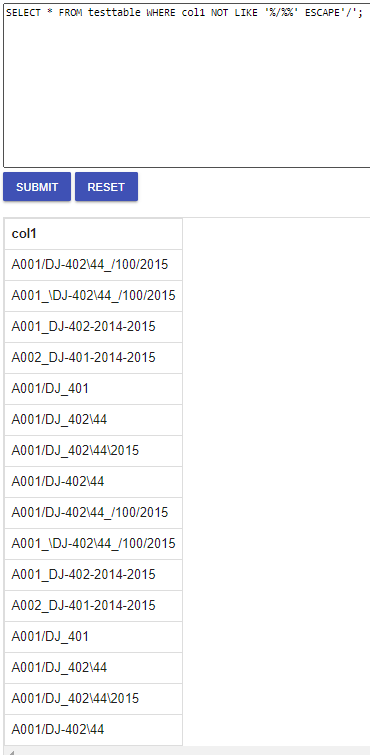 SELECT * FROM testtable WHERE col1 NOT LIKE '%/%%' ESCAPE'/';
SUBMIT RESET
col1
A001/DJ-402\44_/100/2015
A001_\DJ-402\44_/100/2015
A001_DJ-402-2014-2015
A002_DJ-401-2014-2015
A001/DJ_401
A001/DJ_402\44
A001/DJ_402\44\2015
A001/DJ-402\44
A001/DJ-402\44_/100/2015
A001_\DJ-402\44_/100/2015
A001_DJ-402-2014-2015
A002_DJ-401-2014-2015
A001/DJ_401
A001/DJ_402\44
A001/DJ_402\44\2015
A001/DJ-402\44